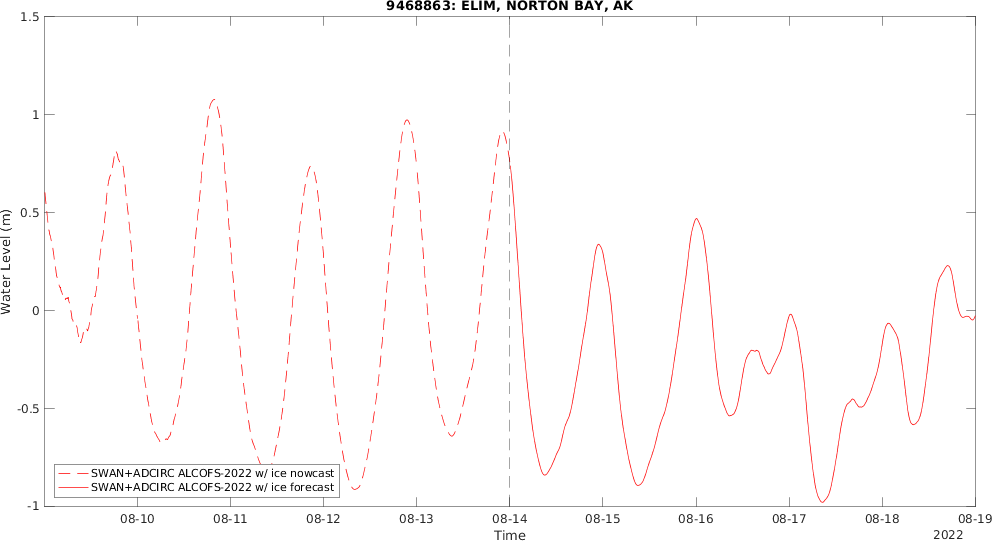 9468863: ELIM, NORTON BAY, AK
1.5
1
0.5
0
-0.5
-1
Water Level (m)
SWAN+ADCIRC ALCOFS-2022 w/ ice nowcast
SWAN+ADCIRC ALCOFS-2022 w/ ice forecast
08-10 08-11 08-12 08-13 08-14 08-15 08-16 08-17 08-18 08-19
Time
2022